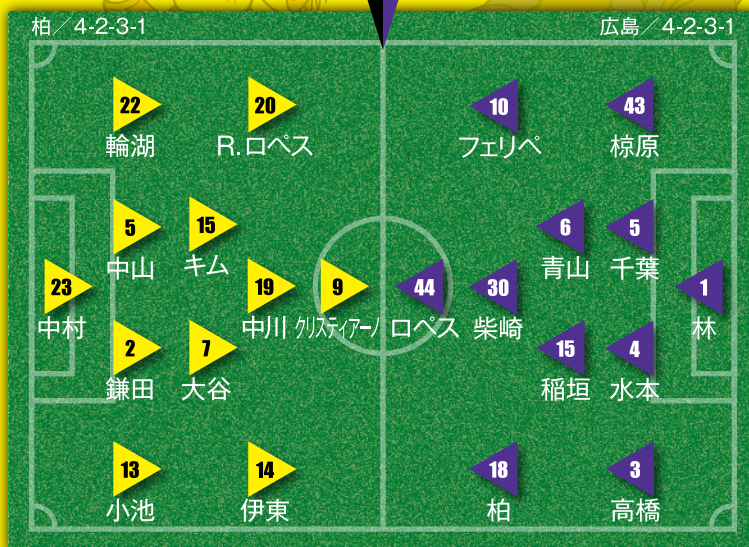 柏／4-2-3-1
広島／4-2-3-1
22
輪湖
20
R.ロペス
10
フェリペ
43
椋原
5
中山
15
キム
6
青山
5
千葉
23
中村
19
中川
9
クリスティアーノ
44
ロペス
30
柴崎
1
林
2
鎌田
7
大谷
15
稲垣
4
水本
13
小池
14
伊東
18
柏
3
高橋